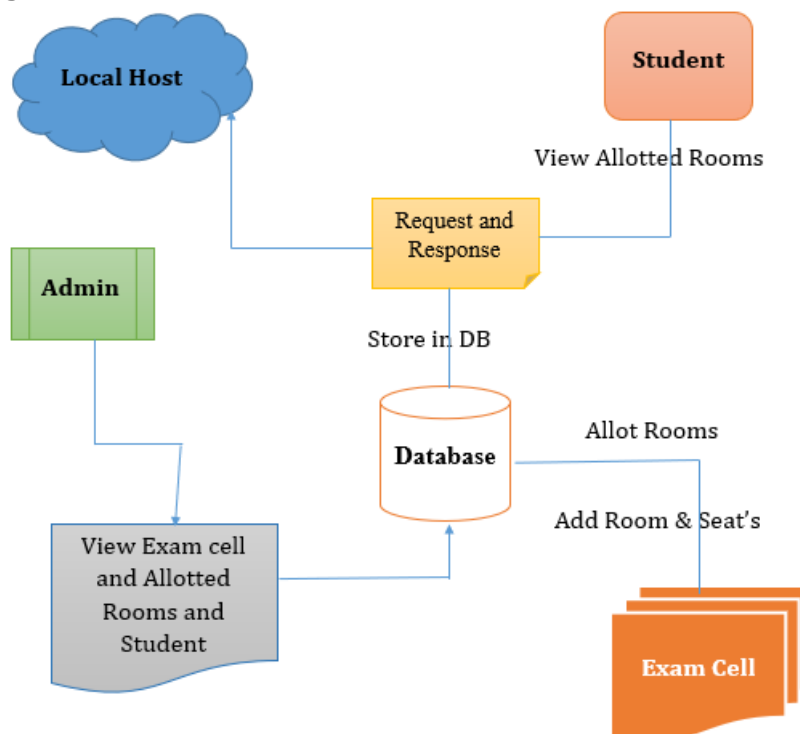 Local Host
Student
View Allotted Rooms
Request and
Response
Admin
Store in DB
Allot Rooms
Database
Add Room & Seat’s
View Exam cell
and Allotted
Rooms and
Student
Exam Cell